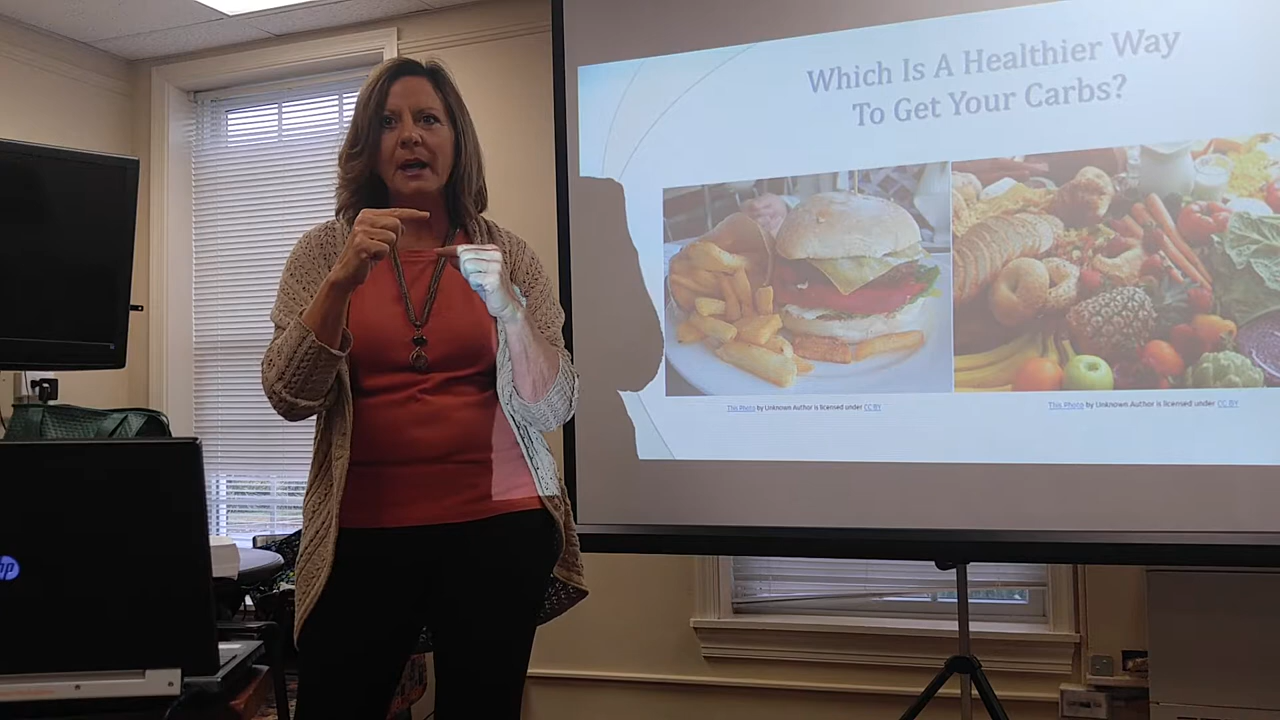 Which Is A Healthier Way
To Get Your Carbs?
This Photo by Unknown Author is licensed under CC BY
This Photo by Unknown Author is licensed under CC BY
hp